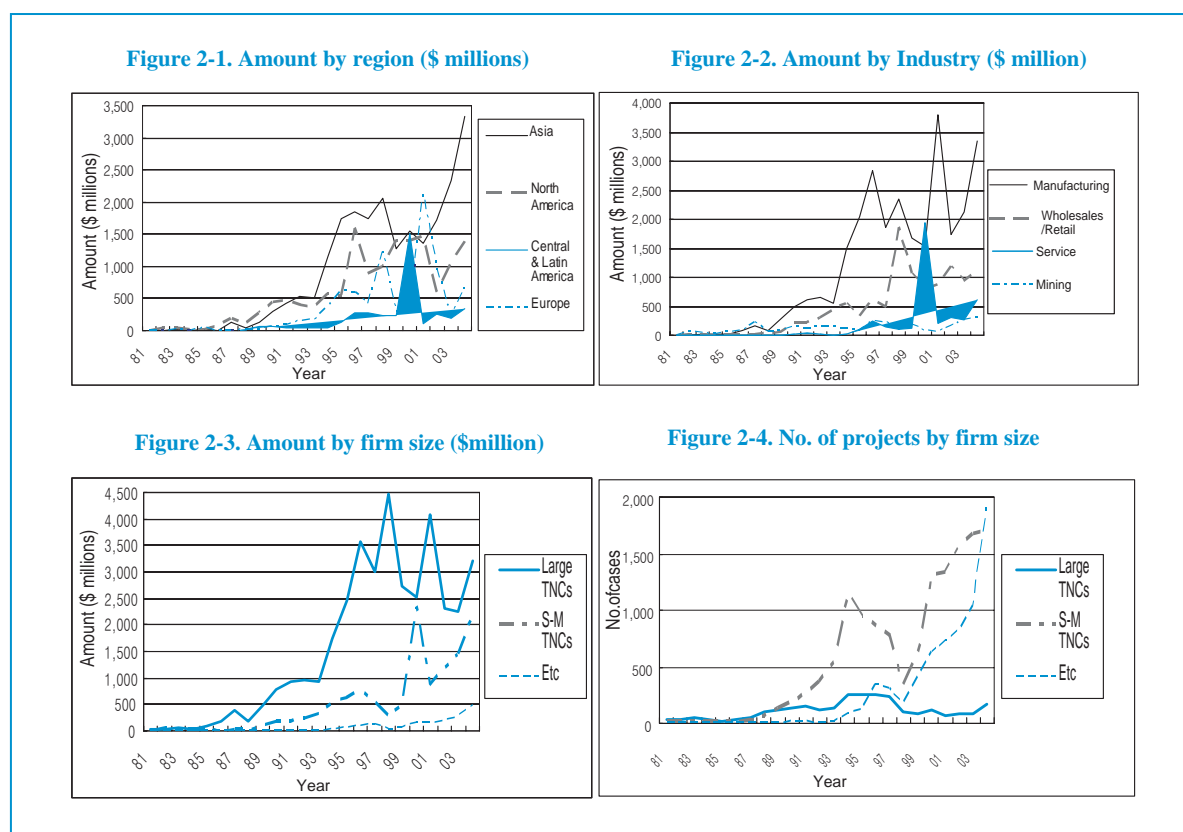 Figure 2-1. Amount by region ($ millions)
3,500
3,000
2,500
2,000
1,500
1,000
500
0
Amount ($ millions)
81 83 85 87 89 91 93 95 97 99 01 03
Year
Asia
North
America
Central
& Latin
America
Europe
Figure 2-2. Amount by Industry ($ million)
4,000
3,500
3,000
2,500
2,000
1,500
1,000
500
0
Amount ($ millions)
81 83 85 87 89 91 93 95 97 99 01 03
Year
Manufacturing
Wholesales
/Retail
Service
Mining
Figure 2-3. Amount by firm size ($million)
4,500
4,000
3,500
3,000
2,500
2,000
1,500
1,000
500
0
Amount ($ millions)
81 83 85 87 89 91 93 95 97 99 01 03
Year
Large
TNCs
S-M
TNCs
Etc
Figure 2-4. No. of projects by firm size
2,000
1,500
1,000
500
0
No.ofcases
81 83 85 87 89 91 93 95 97 99 01 03
Year
Large
TNCs
S-M
TNCs
Etc